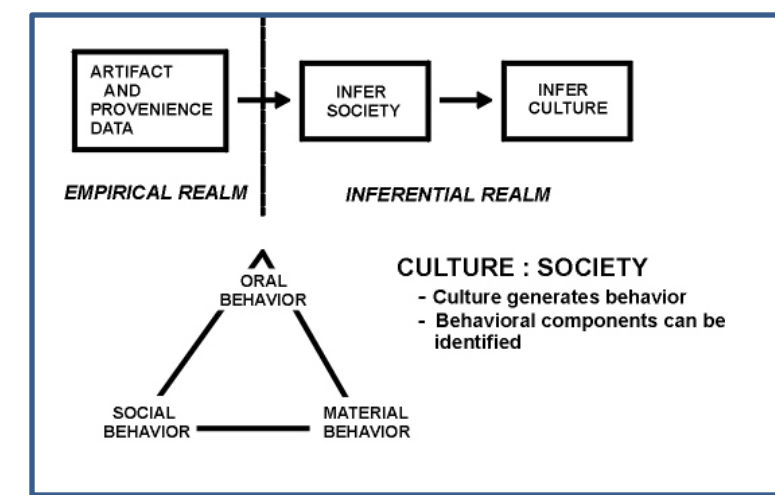 ARTIFACT
AND
PROVENIENCE
DATA
INFER
SOCIETY
INFER
CULTURE
EMPIRICAL REALM
INFERENTIAL REALM
ORAL
BEHAVIOR
SOCIAL
BEHAVIOR
MATERIAL
BEHAVIOR
CULTURE : SOCIETY
- Culture generates behavior
- Behavioral components can be
identified